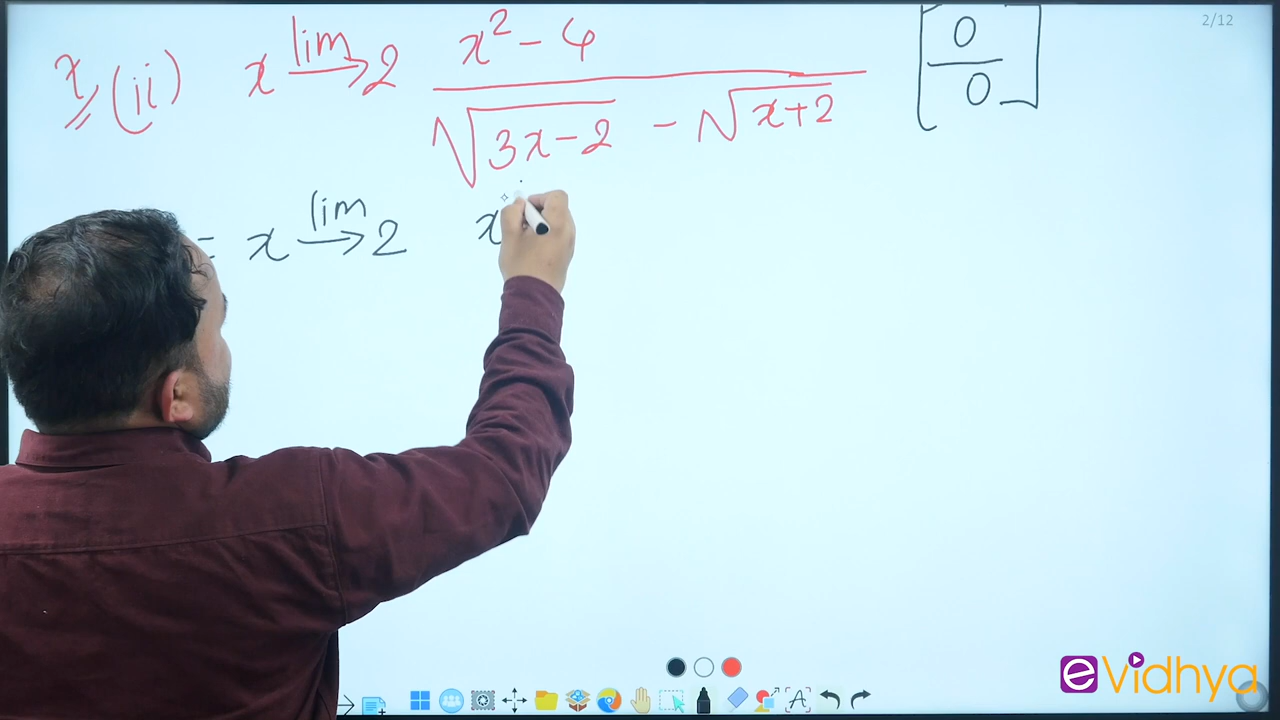 2/12
(ii) x lim→ 2 x² - 4 / √3x-2 - √x+2 [0/0]
= x lim→ 2 x
eVidhya